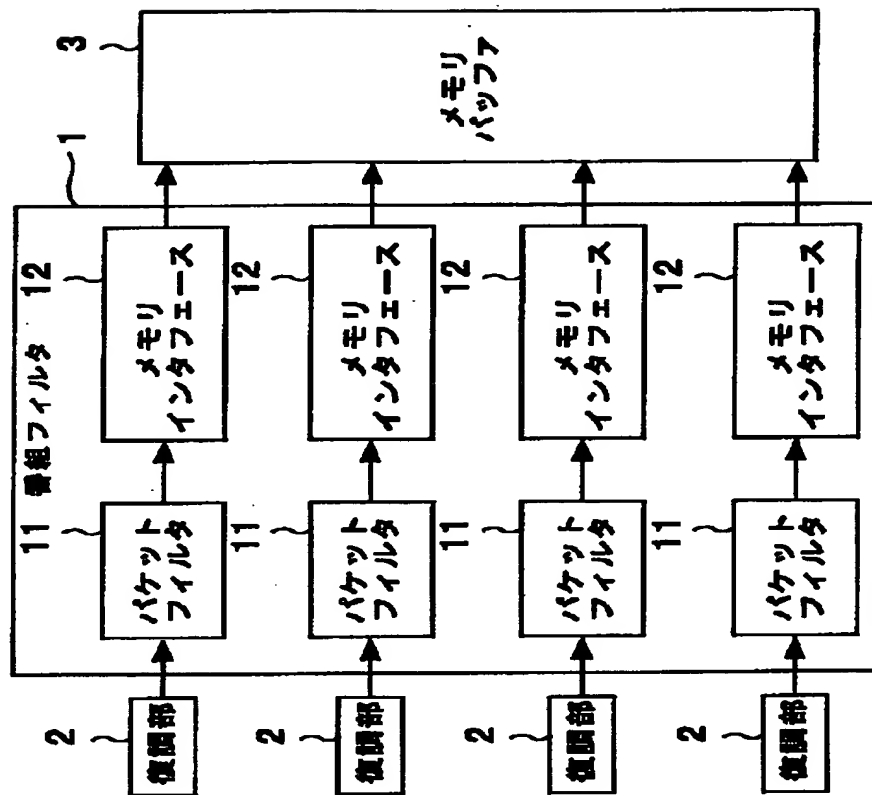 番組フィルタ
1
2
11
12
3
復調部
パケット
フィルタ
メモリ
インタフェース
2
11
12
復調部
パケット
フィルタ
メモリ
インタフェース
メモリ
バッファ
2
11
12
復調部
パケット
フィルタ
メモリ
インタフェース
2
11
12
復調部
パケット
フィルタ
メモリ
インタフェース